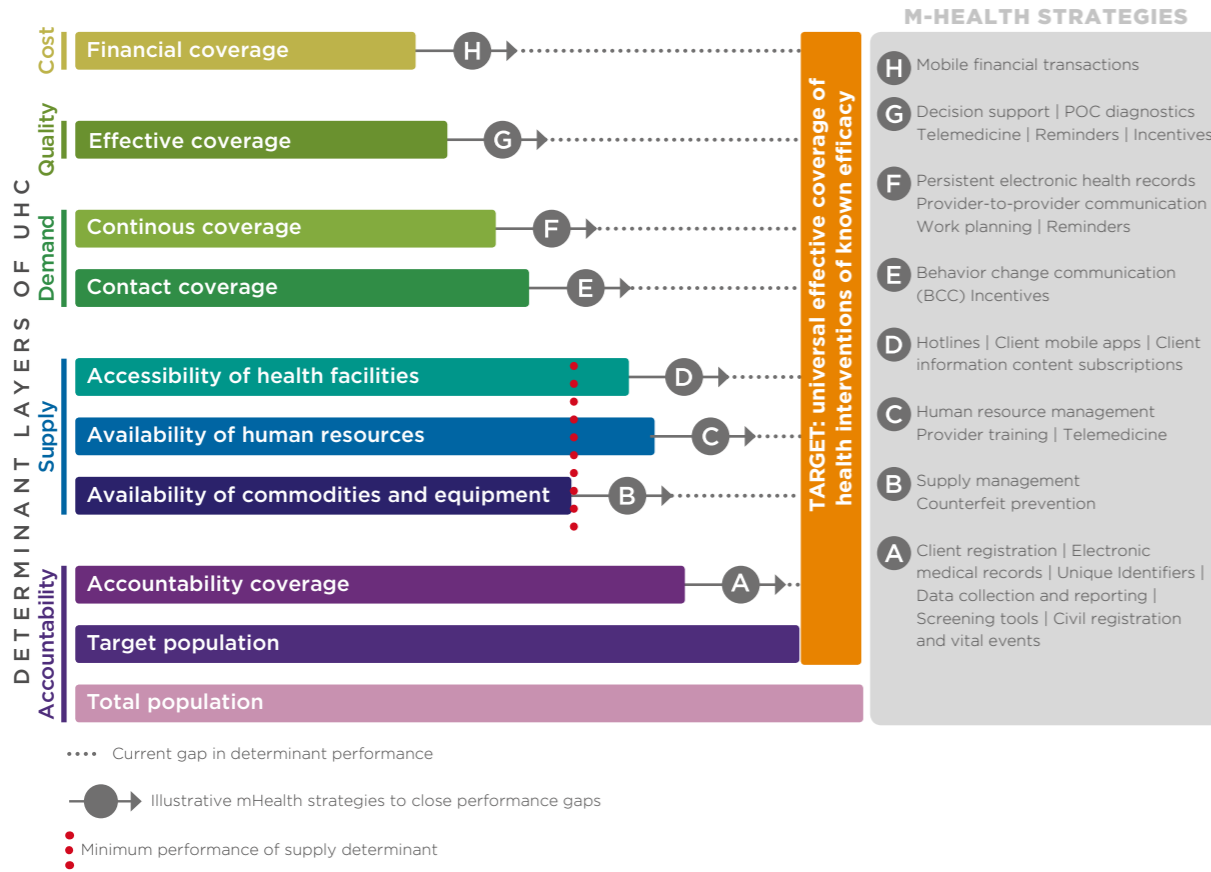 M-HEALTH STRATEGIES
DETERMINANT LAYERS OF UHC
Cost
Financial coverage
H
Quality
Effective coverage
G
Demand
Continous coverage
F
Contact coverage
E
Supply
Accessibility of health facilities
D
Availability of human resources
C
Availability of commodities and equipment
B
Accountability
Accountability coverage
A
Target population
Total population
TARGET: universal effective coverage of
health interventions of known efficacy
H
Mobile financial transactions
G
Decision support | POC diagnostics
Telemedicine | Reminders | Incentives
F
Persistent electronic health records
Provider-to-provider communication
Work planning | Reminders
E
Behavior change communication
(BCC) Incentives
D
Hotlines | Client mobile apps | Client
information content subscriptions
C
Human resource management
Provider training | Telemedicine
B
Supply management
Counterfeit prevention
A
Client registration | Electronic
medical records | Unique Identifiers |
Data collection and reporting |
Screening tools | Civil registration
and vital events
Current gap in determinant performance
Illustrative mHealth strategies to close performance gaps
Minimum performance of supply determinant